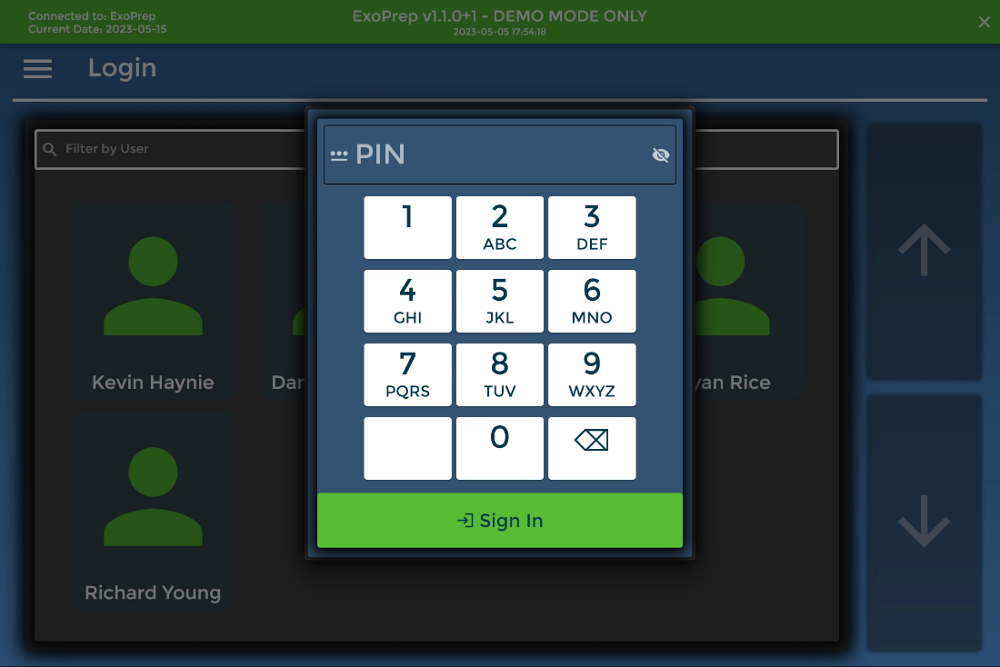 Connected to: ExoPrep
Current Date: 2023-05-15
ExoPrep v1.1.0+1 - DEMO MODE ONLY
2023-05-05 17:54:18
Login
Filter by User
PIN
1
2
ABC
3
DEF
4
GHI
5
JKL
6
MNO
7
PQRS
8
TUV
9
WXYZ
0
Sign In
Kevin Haynie
Dar
yan Rice
Richard Young